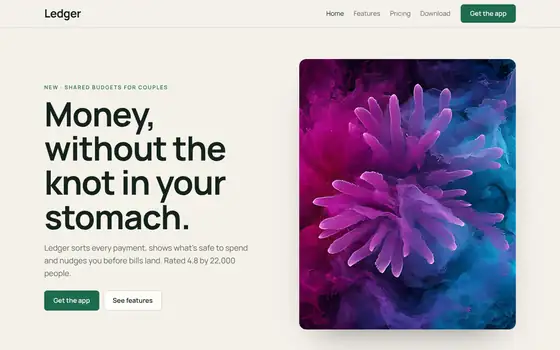 Ledger
Home
Features
Pricing
Download
Get the app
NEW · SHARED BUDGETS FOR COUPLES
Money,
without the
knot in your
stomach.
Ledger sorts every payment, shows what's safe to spend
and nudges you before bills land. Rated 4.8 by 22,000
people.
Get the app
See features